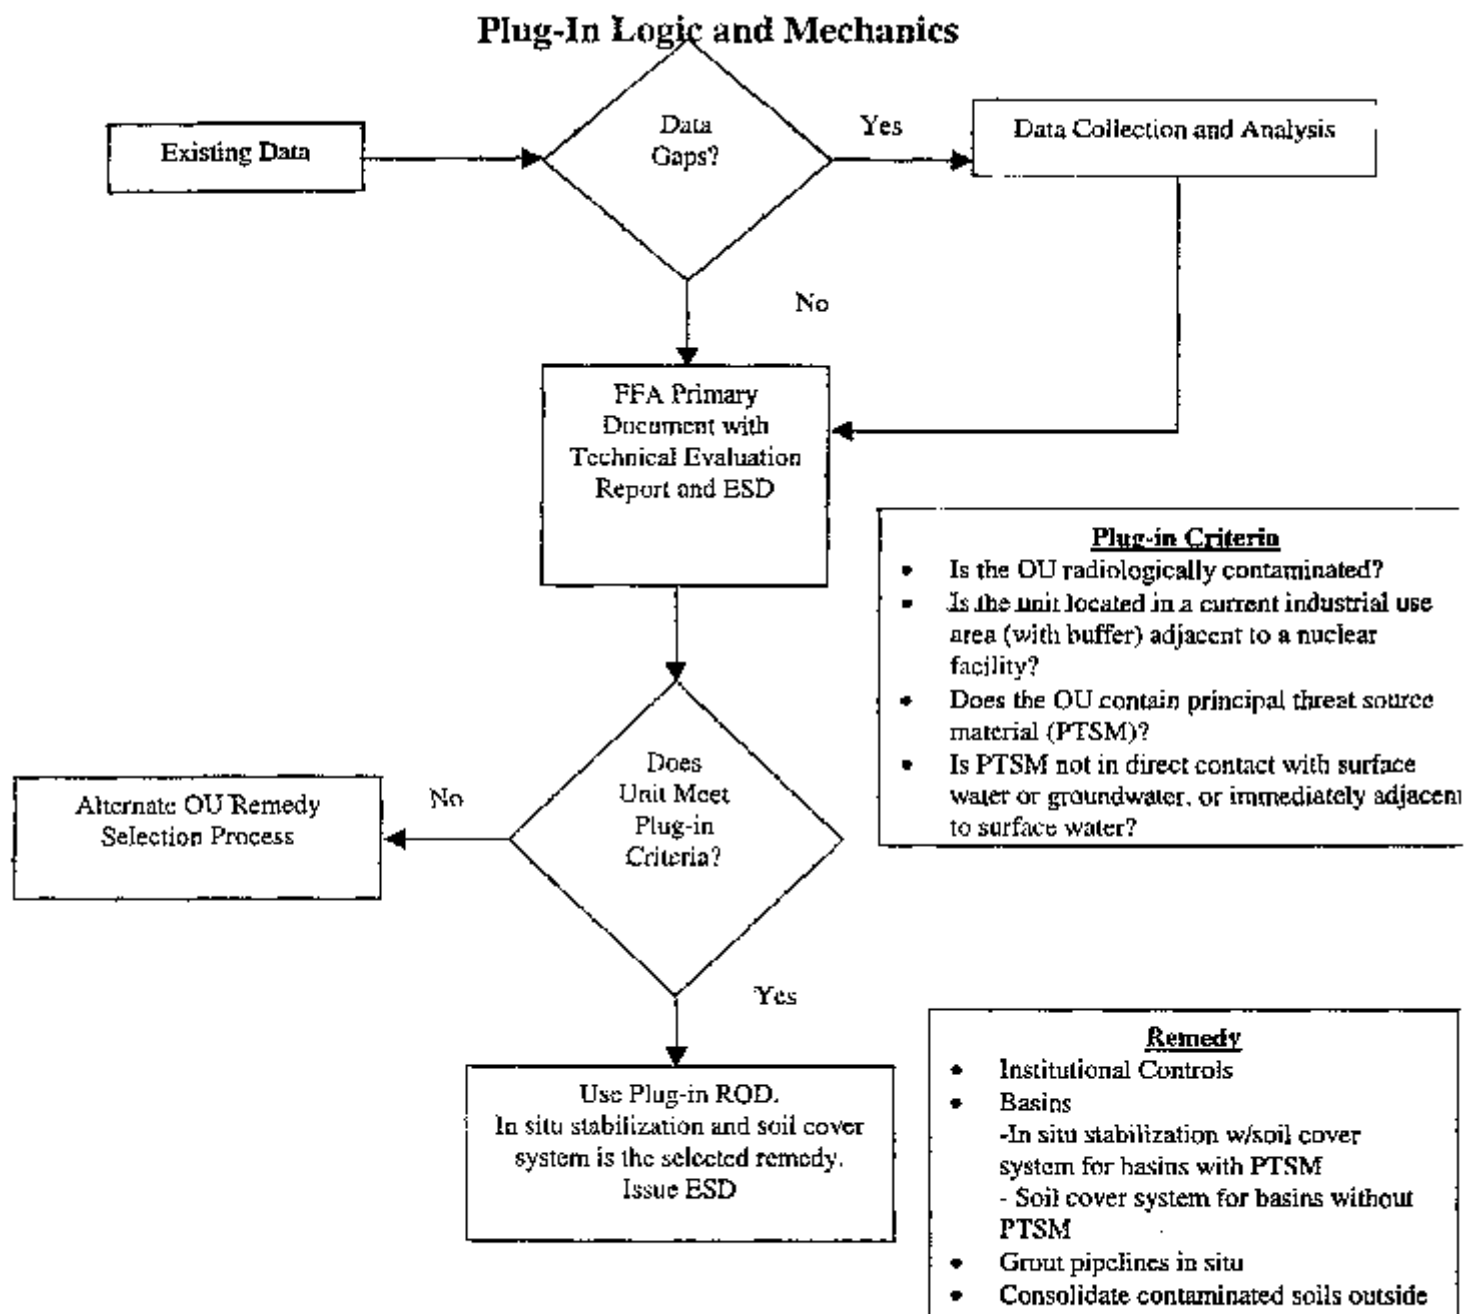 Plug-In Logic and Mechanics
Existing Data
Data
Gaps?
Yes
Data Collection and Analysis
No
FFA Primary
Document with
Technical Evaluation
Report and ESD
Plug-in Criteria
• Is the OU radiologically contaminated?
• Is the unit located in a current industrial use
area (with buffer) adjacent to a nuclear
facility?
• Does the OU contain principal threat source
material (PTSM)?
• Is PTSM not in direct contact with surface
water or groundwater, or immediately adjacent
to surface water?
Does
Unit Meet
Plug-in
Criteria?
No
Alternate OU Remedy
Selection Process
Yes
Use Plug-in ROD.
In situ stabilization and soil cover
system is the selected remedy.
Issue ESD
Remedy
• Institutional Controls
• Basins
-In situ stabilization w/soil cover
system for basins with PTSM
- Soil cover system for basins without
PTSM
• Grout pipelines in situ
• Consolidate contaminated soils outside